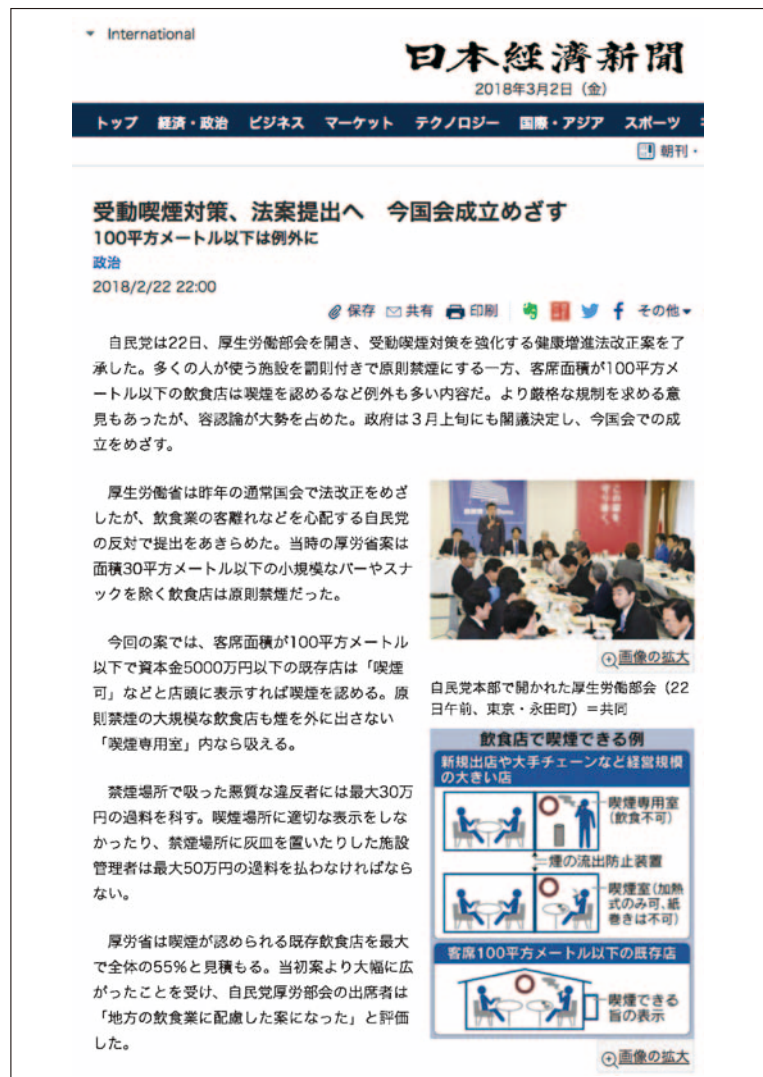 International
日本経済新聞
2018年3月2日（金）
トップ 経済・政治 ビジネス マーケット テクノロジー 国際・アジア スポーツ
朝刊・
受動喫煙対策、法案提出へ　今国会成立めざす
100平方メートル以下は例外に
政治
2018/2/22 22:00
保存 共有 印刷 その他
自民党は22日、厚生労働部会を開き、受動喫煙対策を強化する健康増進法改正案を了
承した。多くの人が使う施設を罰則付きで原則禁煙にする一方、客席面積が100平方メ
ートル以下の飲食店は喫煙を認めるなど例外も多い内容だ。より厳格な規制を求める意
見もあったが、容認論が大勢を占めた。政府は３月上旬にも閣議決定し、今国会での成
立をめざす。
厚生労働省は昨年の通常国会で法改正をめざ
したが、飲食業の客離れなどを心配する自民党
の反対で提出をあきらめた。当時の厚労省案は
面積30平方メートル以下の小規模なバーやスナ
ックを除く飲食店は原則禁煙だった。
今回の案では、客席面積が100平方メートル
以下で資本金5000万円以下の既存店は「喫煙
可」などと店頭に表示すれば喫煙を認める。原
則禁煙の大規模な飲食店も煙を外に出さない
「喫煙専用室」内なら吸える。
禁煙場所で吸った悪質な違反者には最大30万
円の過料を科す。喫煙場所に適切な表示をしな
かったり、禁煙場所に灰皿を置いたりした施設
管理者は最大50万円の過料を払わなければなら
ない。
厚労省は喫煙が認められる既存飲食店を最大
で全体の55%と見積もる。当初案より大幅に広
がったことを受け、自民党厚労部会の出席者は
「地方の飲食業に配慮した案になった」と評価
した。
画像の拡大
自民党本部で開かれた厚生労働部会（22
日午前、東京・永田町）＝共同
飲食店で喫煙できる例
新規出店や大手チェーンなど経営規模
の大きい店
喫煙専用室
(飲食不可)
煙の流出防止装置
喫煙室(加熱
式のみ可、紙
巻きは不可)
客席100平方メートル以下の既存店
喫煙できる
旨の表示
画像の拡大